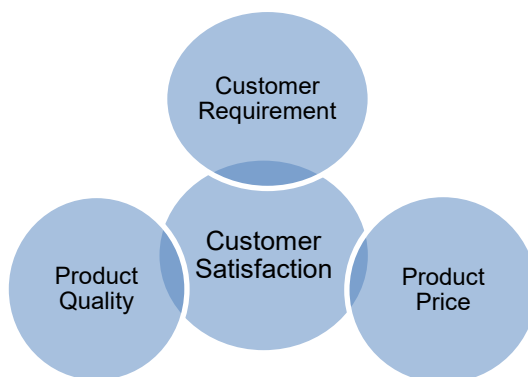 Customer
Requirement
Customer
Satisfaction
Product
Quality
Product
Price